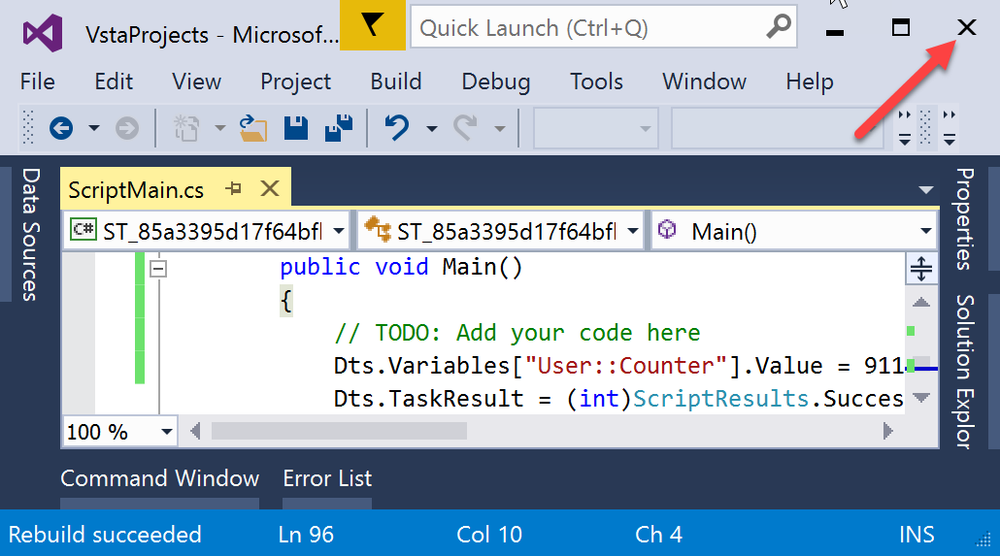 VstaProjects - Microsof...
Quick Launch (Ctrl+Q)
File Edit View Project Build Debug Tools Window Help
Data Sources
ScriptMain.cs
C# ST_85a3395d17f64bfl
ST_85a3395d17f64bfl
Main()
public void Main()
{
// TODO: Add your code here
Dts.Variables["User::Counter"].Value = 911
Dts.TaskResult = (int)ScriptResults.Succes
100 %
Properties
Solution Explor
Command Window Error List
Rebuild succeeded Ln 96 Col 10 Ch 4 INS